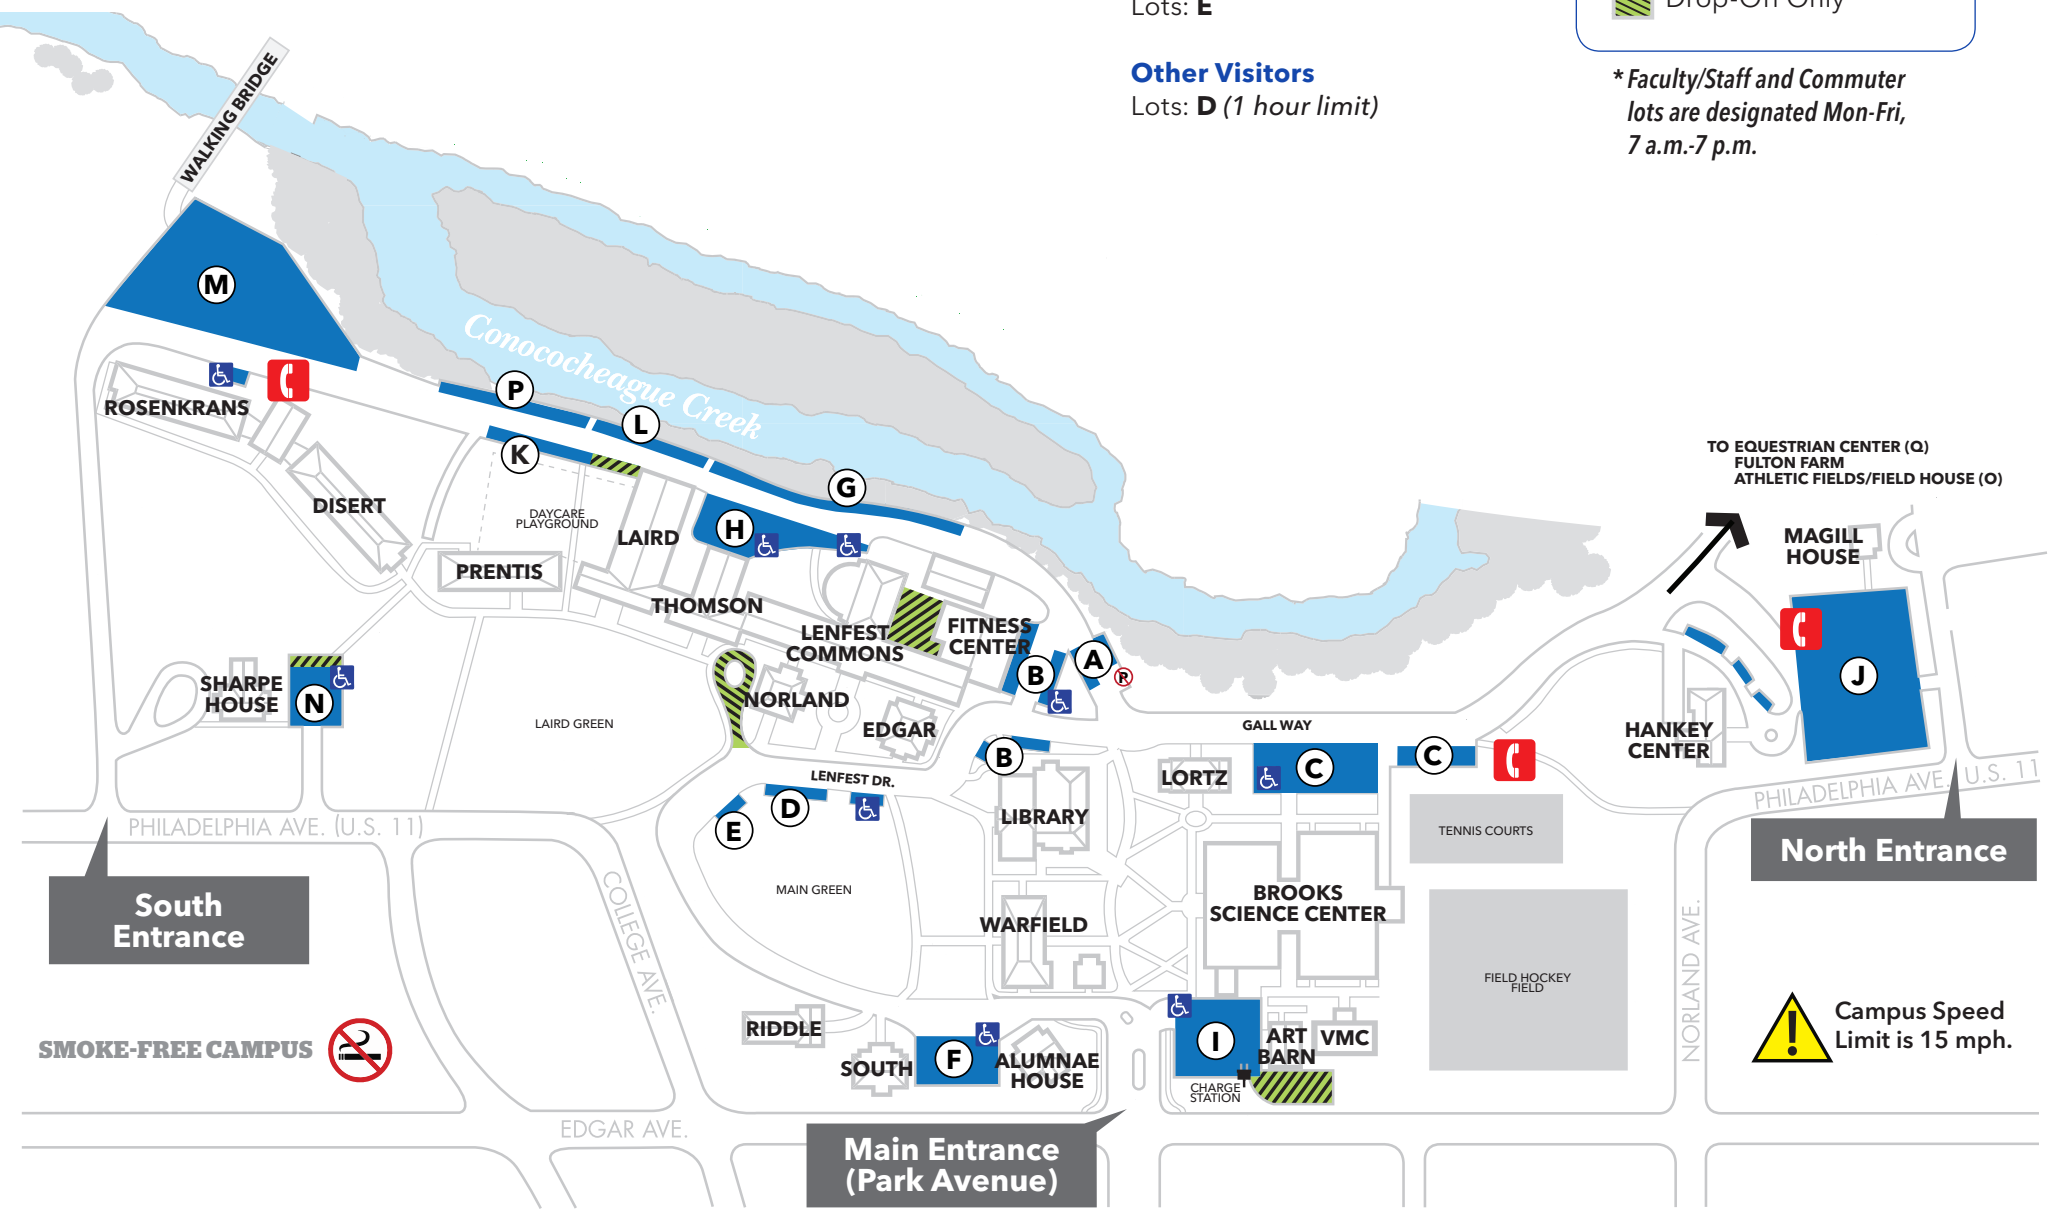 Lots: E
Other Visitors
Lots: D (1 hour limit)
Drop-Off Only
* Faculty/Staff and Commuter
lots are designated Mon-Fri,
7 a.m.-7 p.m.
WALKING BRIDGE
M
Conococheague Creek
P
L
K
G
H
ROSENKRANS
DISERT
DAYCARE
PLAYGROUND
LAIRD
PRENTIS
THOMSON
LENFEST
COMMONS
FITNESS
CENTER
B
A
P
TO EQUESTRIAN CENTER (Q)
FULTON FARM
ATHLETIC FIELDS/FIELD HOUSE (O)
MAGILL
HOUSE
J
HANKEY
CENTER
SHARPE
HOUSE
N
LAIRD GREEN
NORLAND
EDGAR
GALL WAY
B
LENFEST DR.
D
E
LORTZ
C
C
LIBRARY
TENNIS COURTS
PHILADELPHIA AVE. U.S. 11
North Entrance
PHILADELPHIA AVE. (U.S. 11)
South
Entrance
COLLEGE AVE.
MAIN GREEN
WARFIELD
BROOKS
SCIENCE CENTER
FIELD HOCKEY
FIELD
NORLAND AVE.
Campus Speed
Limit is 15 mph.
SMOKE-FREE CAMPUS
RIDDLE
SOUTH
F
ALUMNAE
HOUSE
I
ART
BARN
VMC
CHARGE
STATION
EDGAR AVE.
Main Entrance
(Park Avenue)